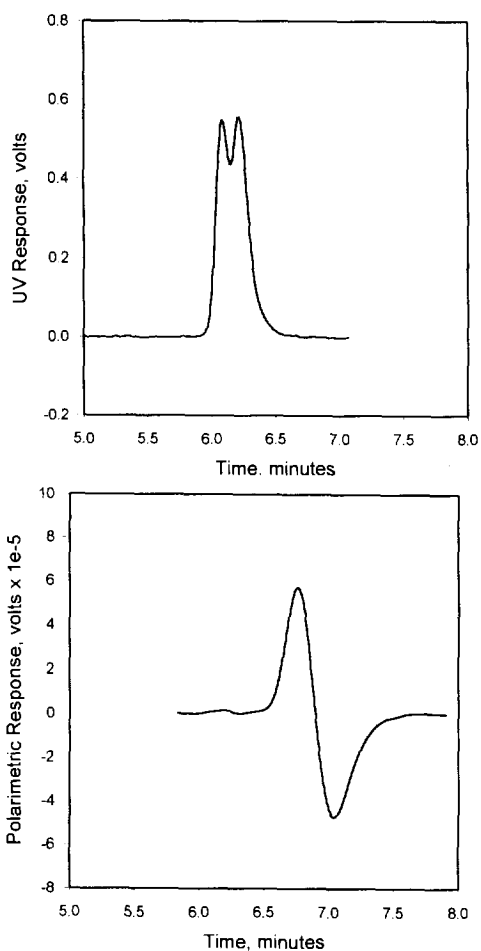 0.8
0.6
0.4
0.2
0.0
-0.2
UV Response, volts
5.0 5.5 6.0 6.5 7.0 7.5 8.0
Time. minutes
10
8
6
4
2
0
-2
-4
-6
-8
Polarimetric Response, volts x 1e-5
5.0 5.5 6.0 6.5 7.0 7.5 8.0
Time, minutes